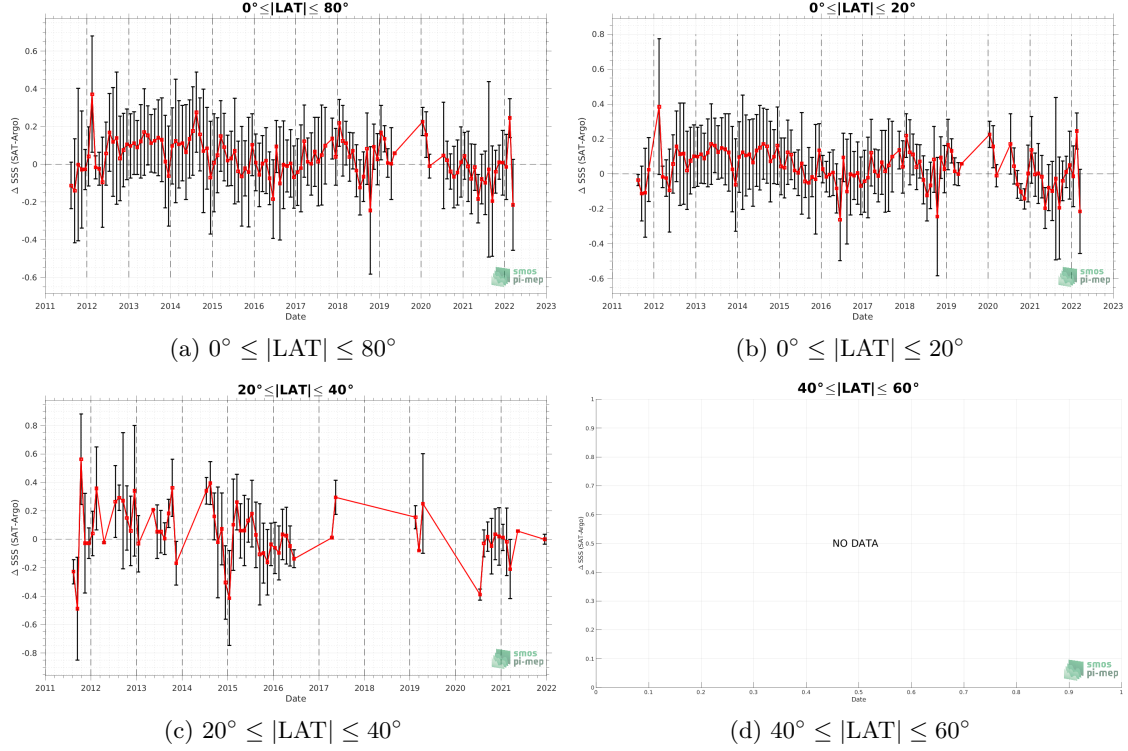 0°≤|LAT|≤ 80°
Δ SSS (SAT-Argo)
0.6
0.4
0.2
0
-0.2
-0.4
-0.6
2011 2012 2013 2014 2015 2016 2017 2018 2019 2020 2021 2022 2023
Date
smos
pi-mep
(a) 0° ≤ |LAT| ≤ 80°
0°≤|LAT|≤ 20°
Δ SSS (SAT-Argo)
0.8
0.6
0.4
0.2
0
-0.2
-0.4
-0.6
2011 2012 2013 2014 2015 2016 2017 2018 2019 2020 2021 2022 2023
Date
smos
pi-mep
(b) 0° ≤ |LAT| ≤ 20°
20°≤|LAT|≤ 40°
Δ SSS (SAT-Argo)
0.8
0.6
0.4
0.2
0
-0.2
-0.4
-0.6
-0.8
2011 2012 2013 2014 2015 2016 2017 2018 2019 2020 2021 2022
Date
smos
pi-mep
(c) 20° ≤ |LAT| ≤ 40°
40°≤|LAT|≤ 60°
Δ SSS (SAT-Argo)
1
0.9
0.8
0.7
0.6
0.5
0.4
0.3
0.2
0.1
0
NO DATA
0 0.1 0.2 0.3 0.4 0.5 0.6 0.7 0.8 0.9 1
Date
smos
pi-mep
(d) 40° ≤ |LAT| ≤ 60°